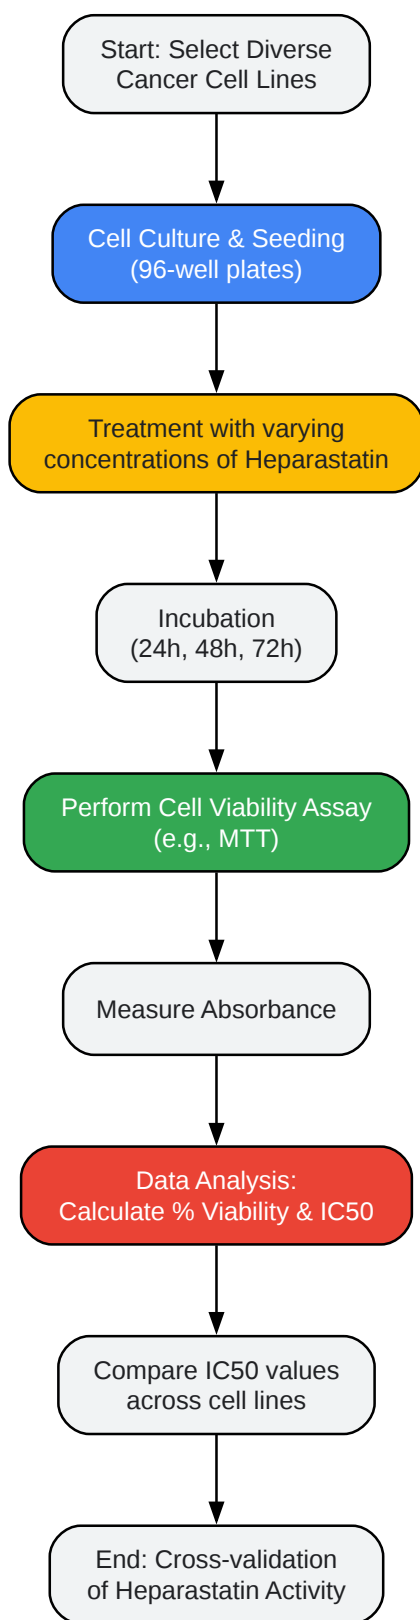 Start: Select Diverse
Cancer Cell Lines
Cell Culture & Seeding
(96-well plates)
Treatment with varying
concentrations of Heparastatin
Incubation
(24h, 48h, 72h)
Perform Cell Viability Assay
(e.g., MTT)
Measure Absorbance
Data Analysis:
Calculate % Viability & IC50
Compare IC50 values
across cell lines
End: Cross-validation
of Heparastatin Activity